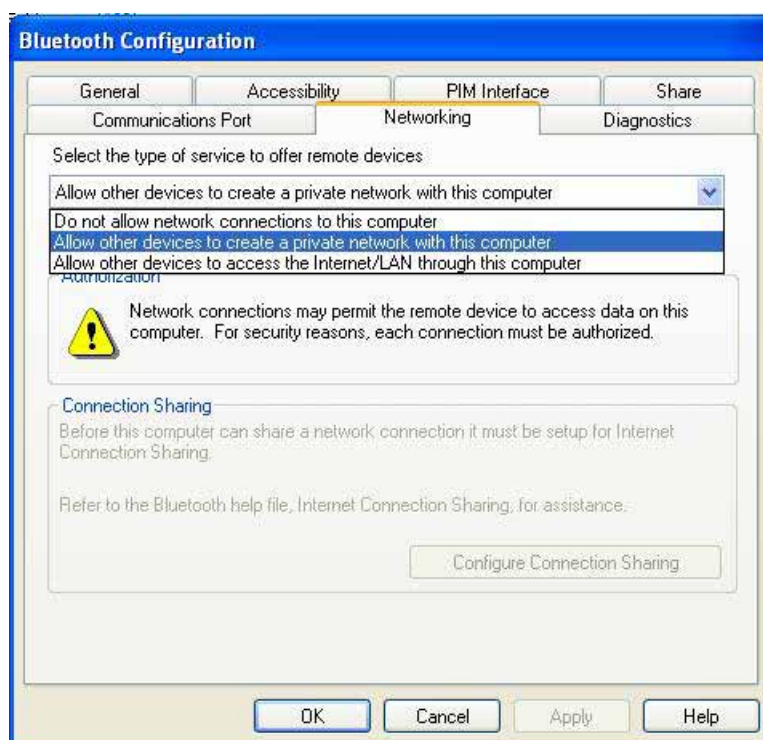 Bluetooth Configuration
General Accessibility PIM Interface Share
Communications Port Networking Diagnostics
Select the type of service to offer remote devices
Allow other devices to create a private network with this computer
Do not allow network connections to this computer
Allow other devices to create a private network with this computer
Allow other devices to access the Internet/LAN through this computer
Authorization
Network connections may permit the remote device to access data on this
computer. For security reasons, each connection must be authorized.
Connection Sharing
Before this computer can share a network connection it must be setup for Internet
Connection Sharing.
Refer to the Bluetooth help file, Internet Connection Sharing, for assistance.
Configure Connection Sharing
OK Cancel Apply Help